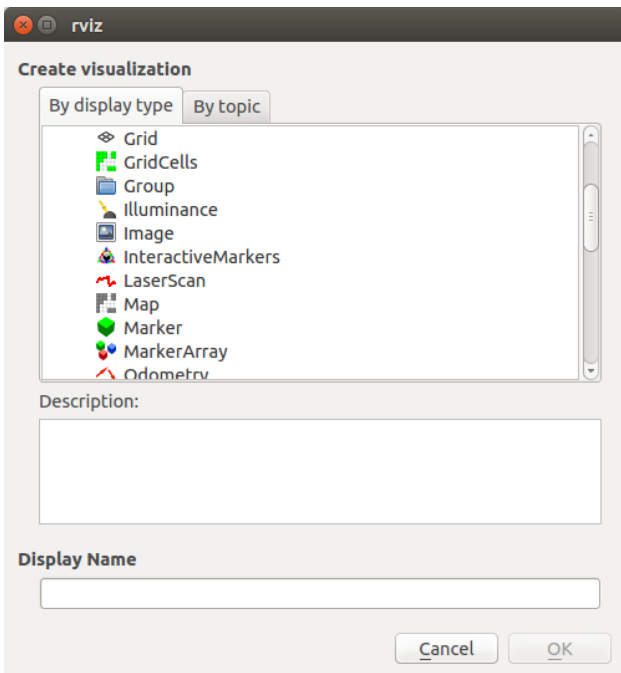 rviz
Create visualization
By display type By topic
Grid
GridCells
Group
Illuminance
Image
InteractiveMarkers
LaserScan
Map
Marker
MarkerArray
Odometry
Description:
Display Name
Cancel OK